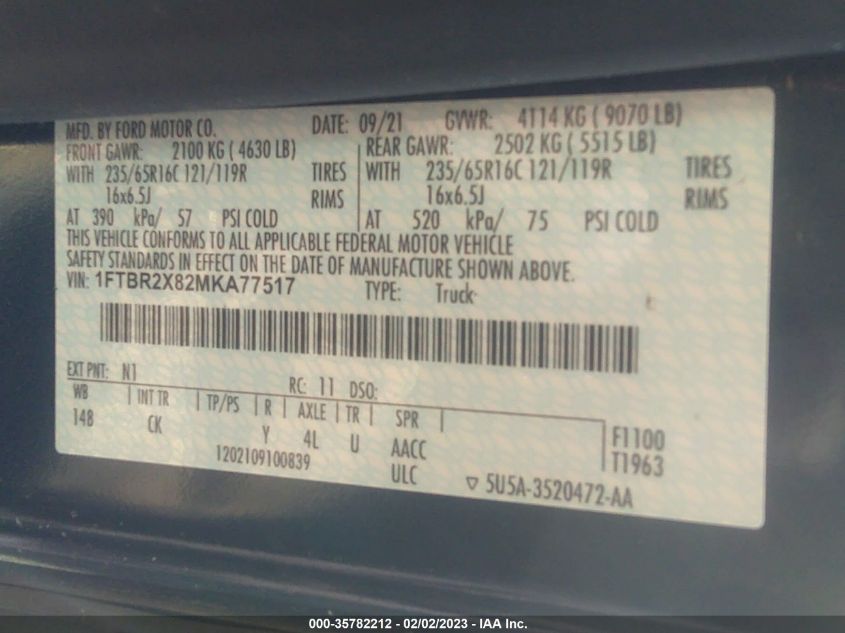 MFD. BY FORD MOTOR CO. DATE: 09/21 GVWR: 4114 KG ( 9070 LB)
FRONT GAWR: 2100 KG ( 4630 LB) REAR GAWR: 2502 KG ( 5515 LB)
WITH 235/65R16C 121/119R TIRES WITH 235/65R16C 121/119R TIRES
16x6.5J RIMS 16x6.5J RIMS
AT 390 kPa/ 57 PSI COLD AT 520 kPa/ 75 PSI COLD
THIS VEHICLE CONFORMS TO ALL APPLICABLE FEDERAL MOTOR VEHICLE
SAFETY STANDARDS IN EFFECT ON THE DATE OF MANUFACTURE SHOWN ABOVE.
VIN: 1FTBR2X82MKA77517 TYPE: Truck
EXT PNT: N1 RC: 11 DSO:
WB INT TR TP/PS R AXLE TR SPR
148 CK Y 4L U AACC F1100
1202109100839 ULC T1963
5U5A-3520472-AA
000-35782212 - 02/02/2023 - IAA Inc.